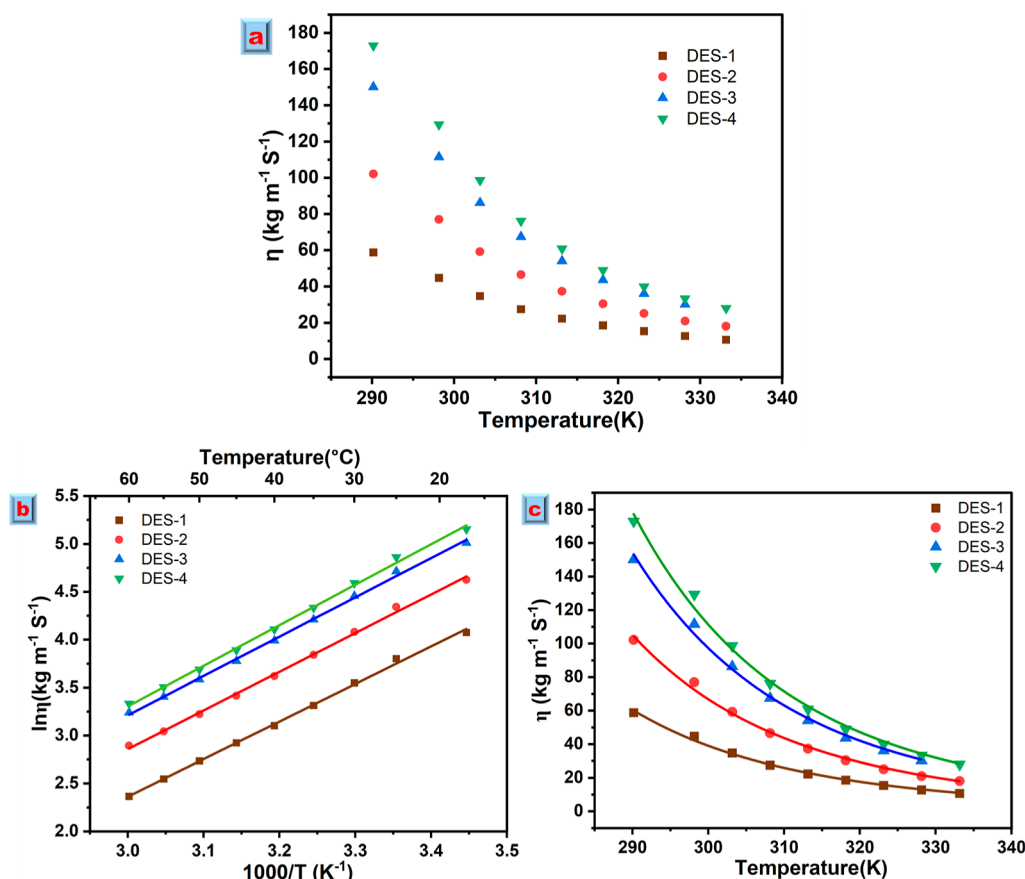 a
180
160
140
120
100
80
60
40
20
0
η (kg m⁻¹ S⁻¹)
DES-1
DES-2
DES-3
DES-4
290 300 310 320 330 340
Temperature(K)
b
Temperature(°C)
60 50 40 30 20
5.5
5.0
4.5
4.0
3.5
3.0
2.5
2.0
lnη(kg m⁻¹ S⁻¹)
DES-1
DES-2
DES-3
DES-4
3.0 3.1 3.2 3.3 3.4 3.5
1000/T (K⁻¹)
c
180
160
140
120
100
80
60
40
20
0
η (kg m⁻¹ S⁻¹)
DES-1
DES-2
DES-3
DES-4
290 300 310 320 330 340
Temperature(K)